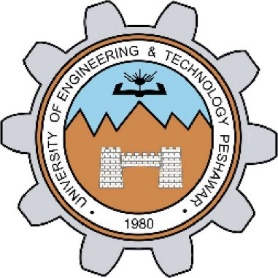 UNIVERSITY OF ENGINEERING & TECHNOLOGY PESHAWAR
1980